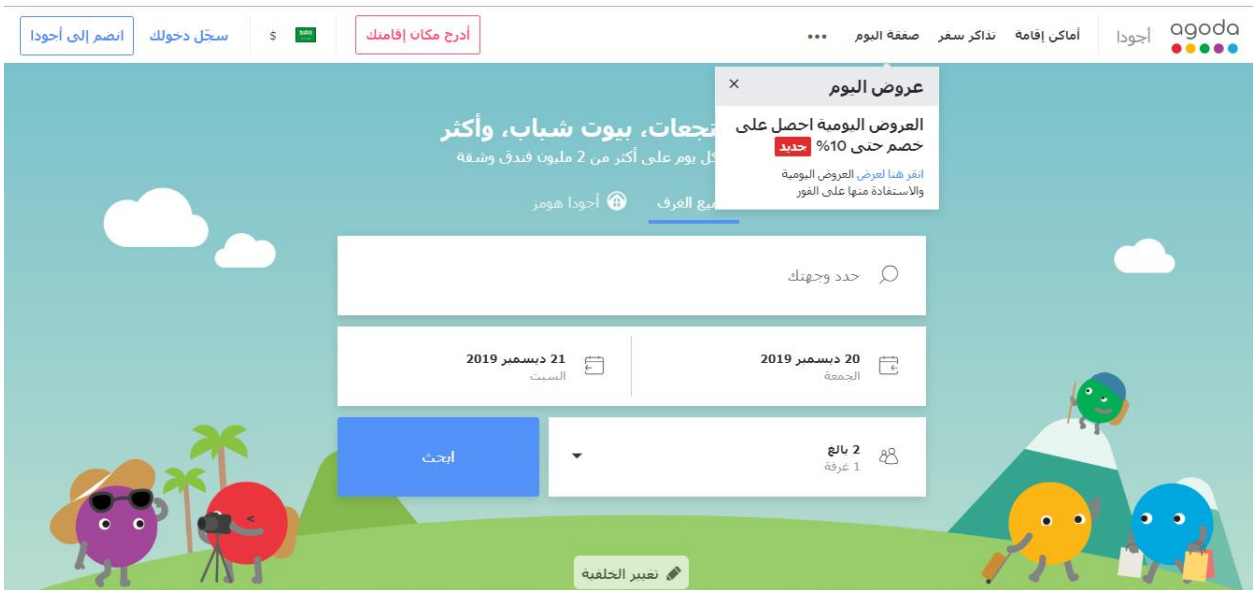 agoda
أجودا
أماكن إقامة
تذاكر سفر
صفقة اليوم
أدرج مكان إقامتك
$
سجّل دخولك
انضم إلى أجودا
عروض اليوم ×
العروض اليومية احصل على
خصم حتى 10% جديد
انقر هنا لعرض العروض اليومية
والاستفادة منها على الفور
بيوت شباب، وأكثر
كل يوم على أكثر من 2 مليون فندق وشقة
الغرف
أجودا هومز
حدد وجهتك
20 ديسمبر 2019
الجمعة
21 ديسمبر 2019
السبت
2 بالغ
1 غرفة
ابحث
تغيير الخلفية